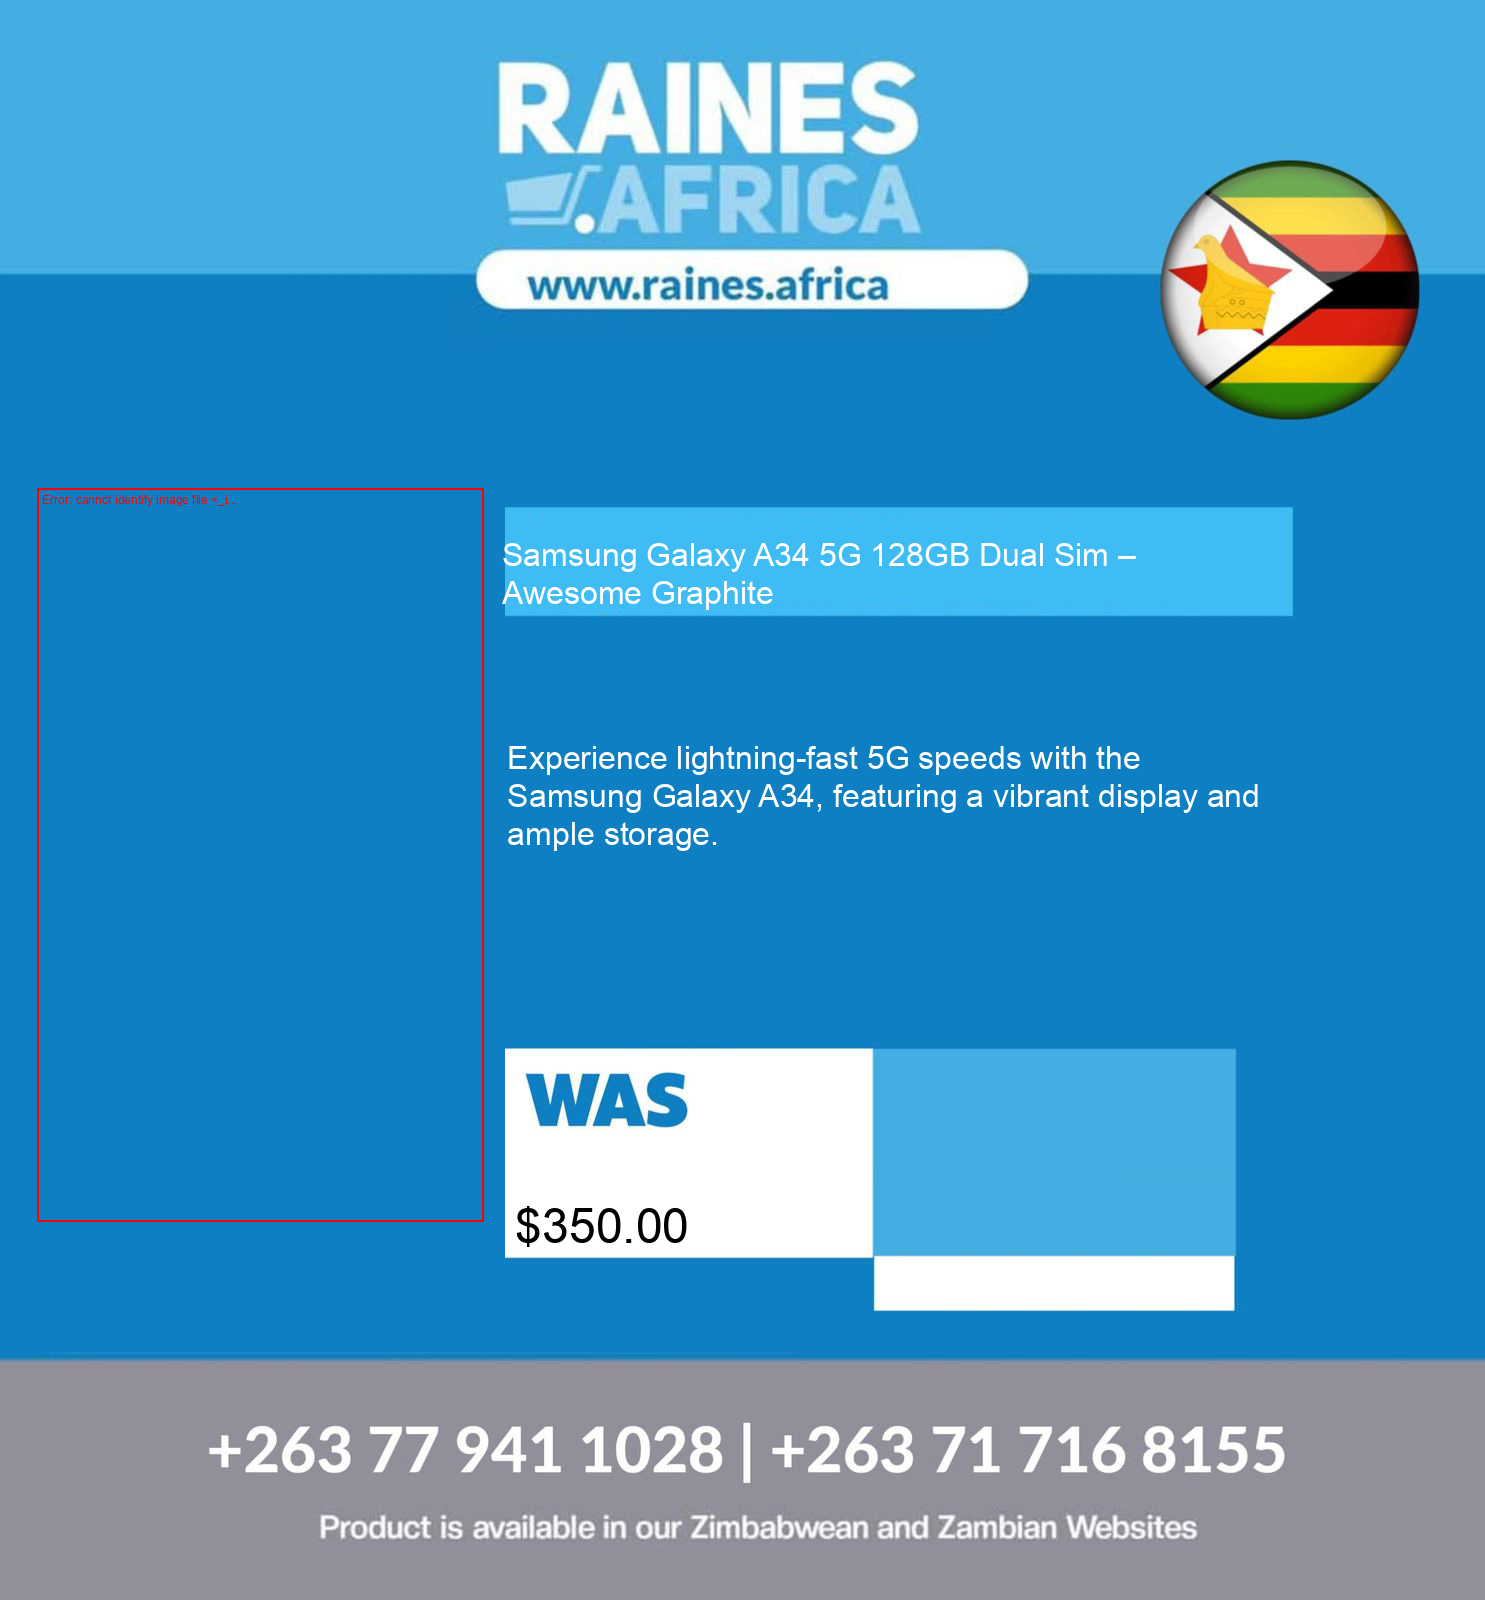 RAINES
.AFRICA
www.raines.africa
Error: cannot identify image file <_i...
Samsung Galaxy A34 5G 128GB Dual Sim –
Awesome Graphite
Experience lightning-fast 5G speeds with the
Samsung Galaxy A34, featuring a vibrant display and
ample storage.
WAS
$350.00
+263 77 941 1028 | +263 71 716 8155
Product is available in our Zimbabwean and Zambian Websites